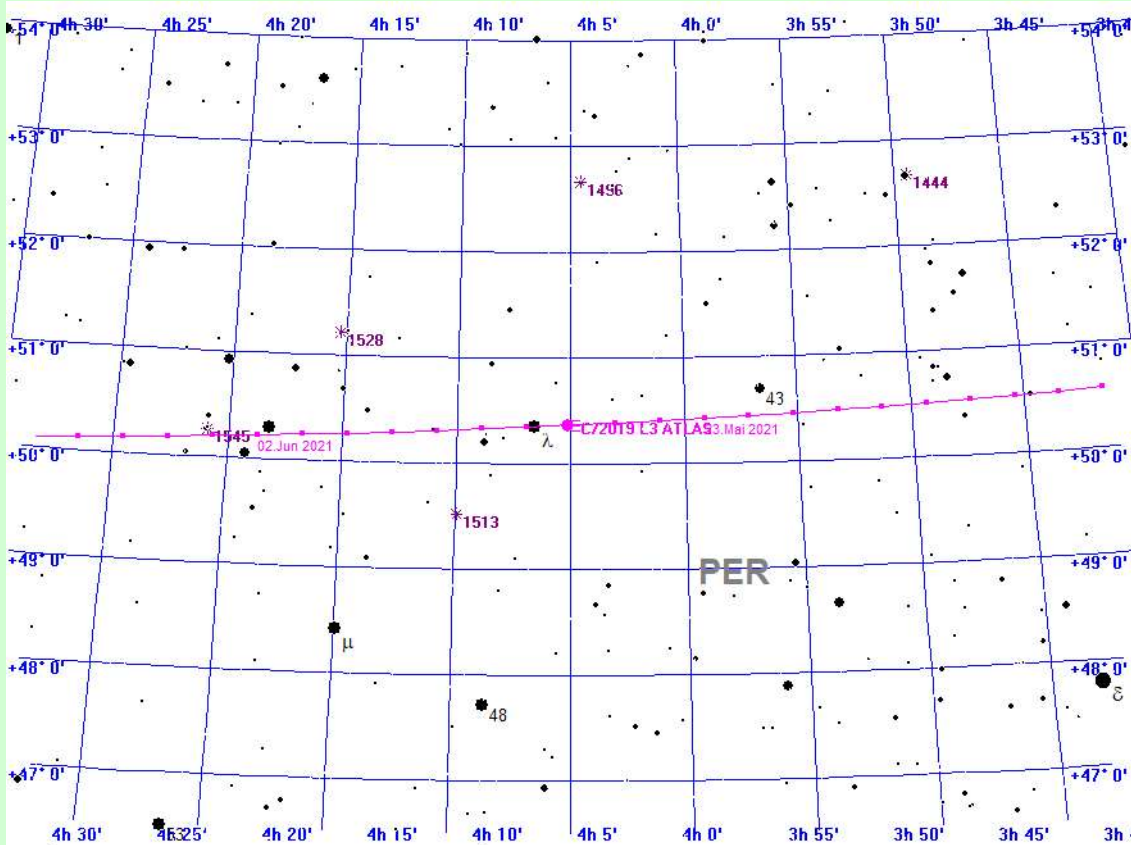 4h 30' 4h 25' 4h 20' 4h 15' 4h 10' 4h 5' 4h 0' 3h 55' 3h 50' 3h 45'
+54° 0' +54° 0'
1
+53° 0' +53° 0'
1496 1444
+52° 0' +52° 0'
1528
+51° 0' +51° 0'
43
1545 λ C/2019 L3 ATLAS 23.Mai 2021
02.Jun 2021
+50° 0' +50° 0'
1513
+49° 0' PER +49° 0'
μ
+48° 0' +48° 0'
ε
48
+47° 0' +47° 0'
4h 30' 4h 25' 4h 20' 4h 15' 4h 10' 4h 5' 4h 0' 3h 55' 3h 50' 3h 45'